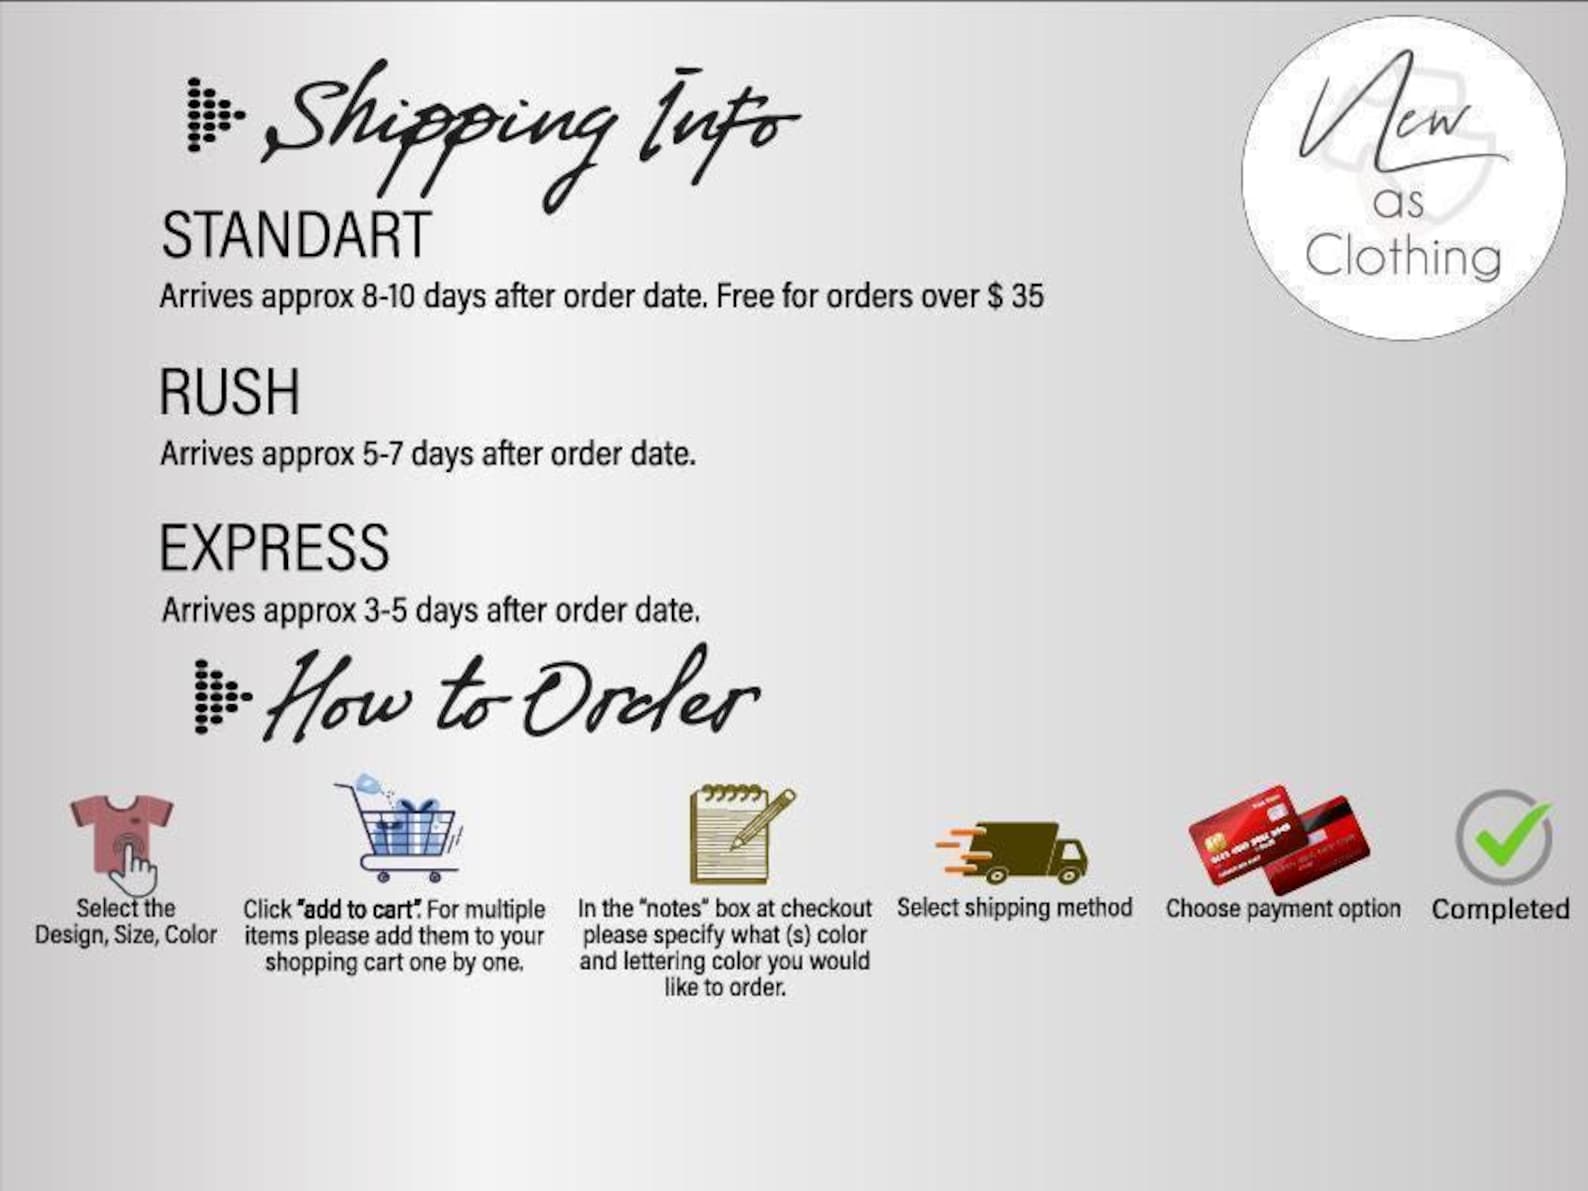 Shipping Info
New
as
Clothing
STANDART
Arrives approx 8-10 days after order date. Free for orders over $ 35
RUSH
Arrives approx 5-7 days after order date.
EXPRESS
Arrives approx 3-5 days after order date.
How to Order
Select the
Design, Size, Color
Click "add to cart". For multiple
items please add them to your
shopping cart one by one.
In the "notes" box at checkout
please specify what (s) color
and lettering color you would
like to order.
Select shipping method
Choose payment option
Completed